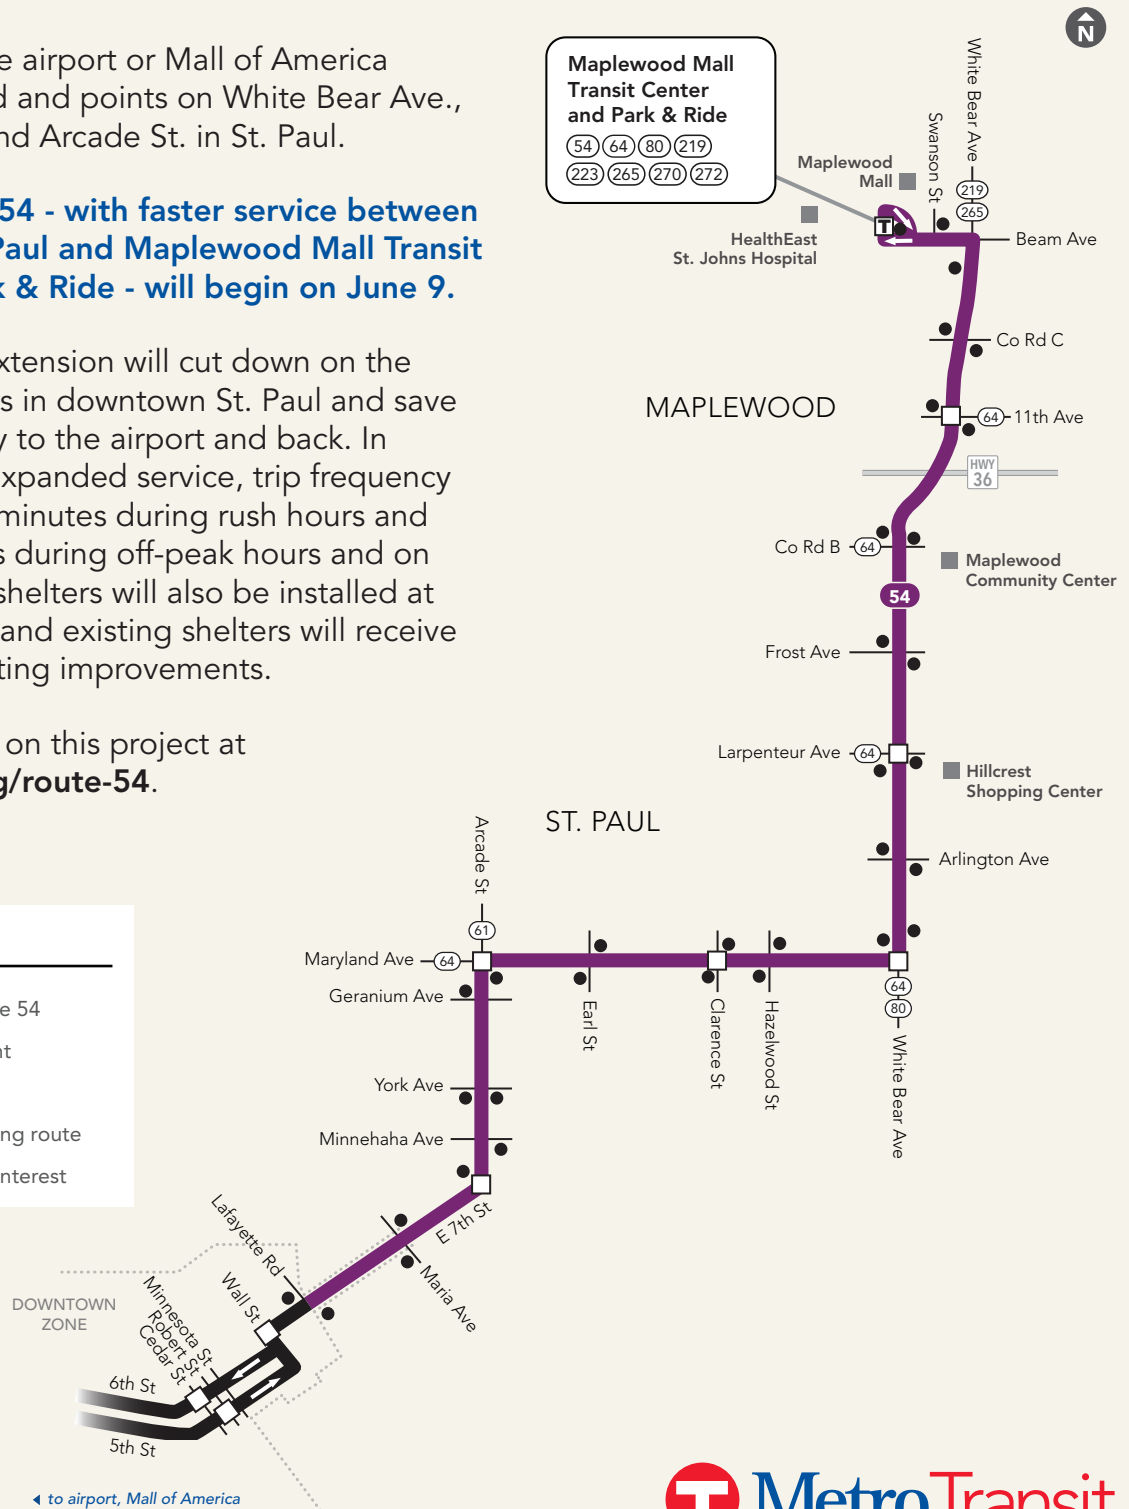 e airport or Mall of America
d and points on White Bear Ave.,
nd Arcade St. in St. Paul.
54 - with faster service between
Paul and Maplewood Mall Transit
k & Ride - will begin on June 9.
xtension will cut down on the
s in downtown St. Paul and save
y to the airport and back. In
xpanded service, trip frequency
minutes during rush hours and
s during off-peak hours and on
shelters will also be installed at
and existing shelters will receive
ting improvements.
on this project at
g/route-54.
e 54
nt
ng route
nterest
N
Maplewood Mall
Transit Center
and Park & Ride
54 64 80 219
223 265 270 272
White Bear Ave
Swanson St
Maplewood
Mall
219
265
T
HealthEast
St. Johns Hospital
Beam Ave
Co Rd C
MAPLEWOOD
64 11th Ave
HWY
36
Co Rd B 64
Maplewood
Community Center
54
Frost Ave
Larpenteur Ave 64
Hillcrest
Shopping Center
ST. PAUL
Arcade St
Arlington Ave
61
Maryland Ave 64
Geranium Ave
Earl St
Clarence St
Hazelwood St
64
80
White Bear Ave
York Ave
Minnehaha Ave
E 7th St
Lafayette Rd
Maria Ave
Wall St
DOWNTOWN
ZONE
Minnesota St
Robert St
Cedar St
6th St
5th St
to airport, Mall of America
T MetroTransit